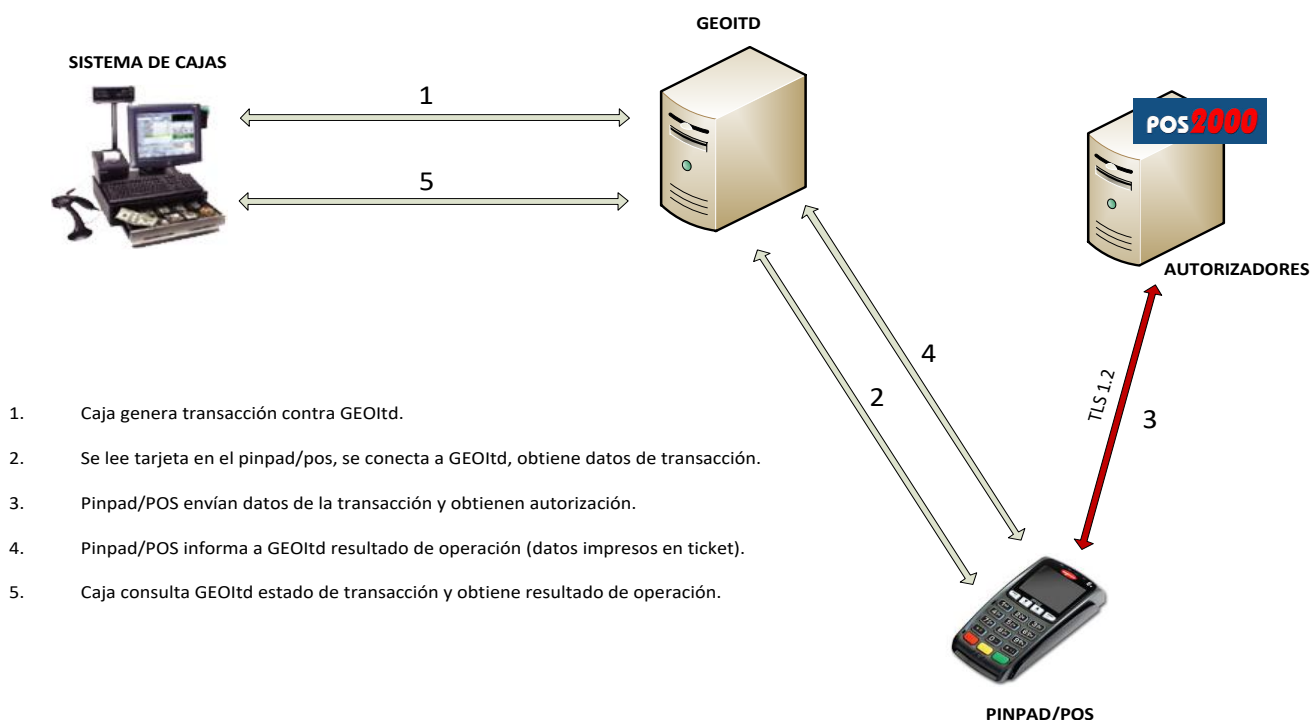 GEOITD
SISTEMA DE CAJAS
1
POS2000
5
AUTORIZADORES
4
2
TLS 1.2
3
1. Caja genera transacción contra GEOItd.
2. Se lee tarjeta en el pinpad/pos, se conecta a GEOItd, obtiene datos de transacción.
3. Pinpad/POS envían datos de la transacción y obtienen autorización.
4. Pinpad/POS informa a GEOItd resultado de operación (datos impresos en ticket).
5. Caja consulta GEOItd estado de transacción y obtiene resultado de operación.
PINPAD/POS